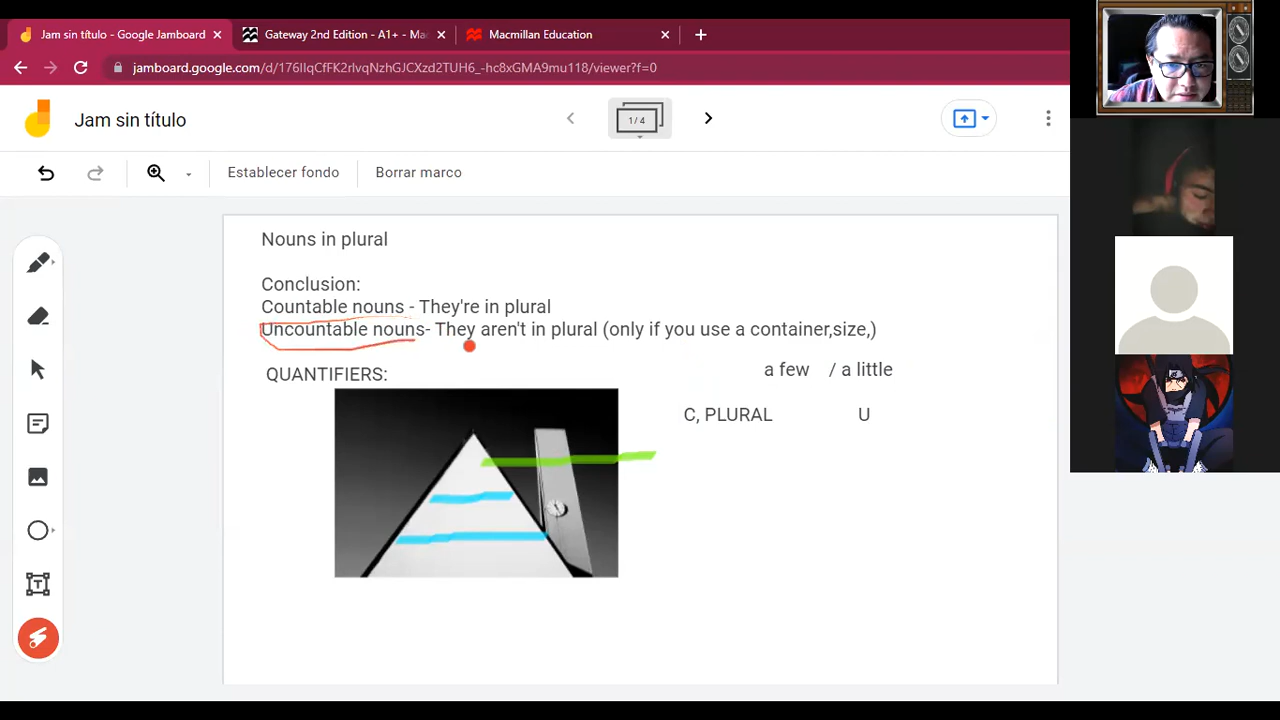 Jam sin título - Google Jamboard
Gateway 2nd Edition - A1+ - Ma
Macmillan Education
jamboard.google.com/d/176IIqCfFK2rlvqNzhGJCXzd2TUH6_-hc8xGMA9mu118/viewer?f=0
Jam sin título
1/4
Establecer fondo
Borrar marco
Nouns in plural
Conclusion:
Countable nouns - They're in plural
Uncountable nouns- They aren't in plural (only if you use a container,size,)
a few / a little
QUANTIFIERS:
C, PLURAL U